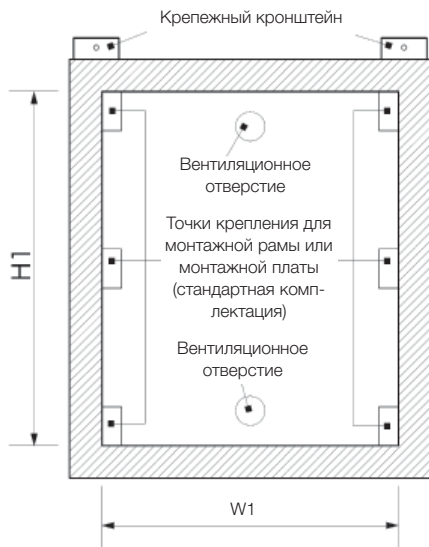 Крепежный кронштейн
H1
Вентиляционное
отверстие
Точки крепления для
монтажной рамы или
монтажной платы
(стандартная комп-
лектация)
Вентиляционное
отверстие
W1